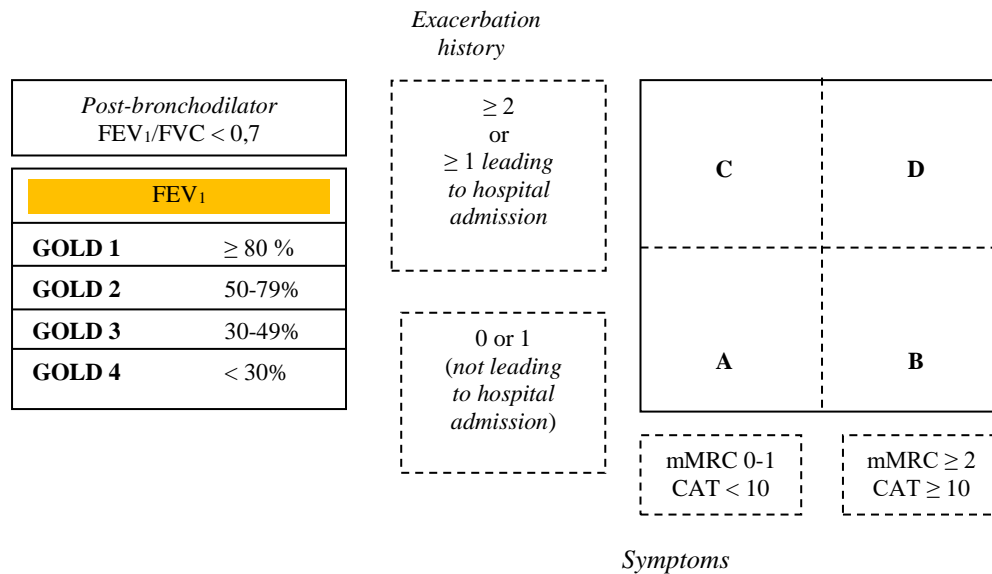 Exacerbation
history
Post-bronchodilator
FEV₁/FVC < 0,7
FEV₁
GOLD 1 ≥ 80 %
GOLD 2 50-79%
GOLD 3 30-49%
GOLD 4 < 30%
≥ 2
or
≥ 1 leading
to hospital
admission
0 or 1
(not leading
to hospital
admission)
C D
A B
mMRC 0-1
CAT < 10
mMRC ≥ 2
CAT ≥ 10
Symptoms